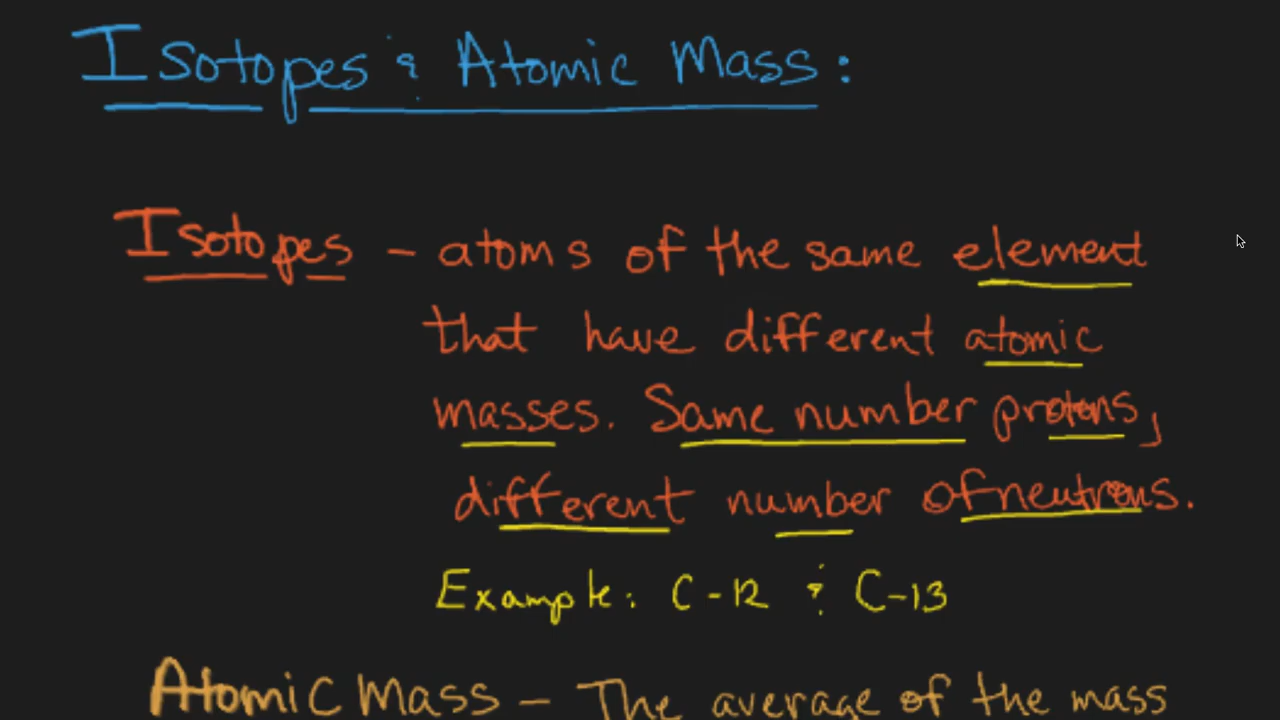 Isotopes & Atomic Mass:
Isotopes - atoms of the same element
that have different atomic
masses. Same number protons,
different number of neutrons.
Example: C-12 & C-13
Atomic Mass - The average of the mass